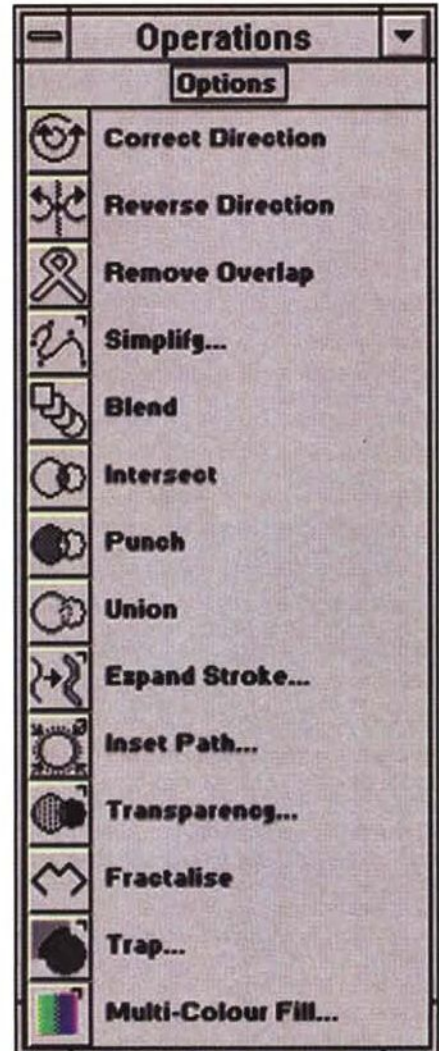 Operations
Options
Correct Direction
Reverse Direction
Remove Overlap
Simplify...
Blend
Intersect
Punch
Union
Expand Stroke...
Inset Path...
Transparency...
Fractalise
Trap...
Multi-Colour Fill...